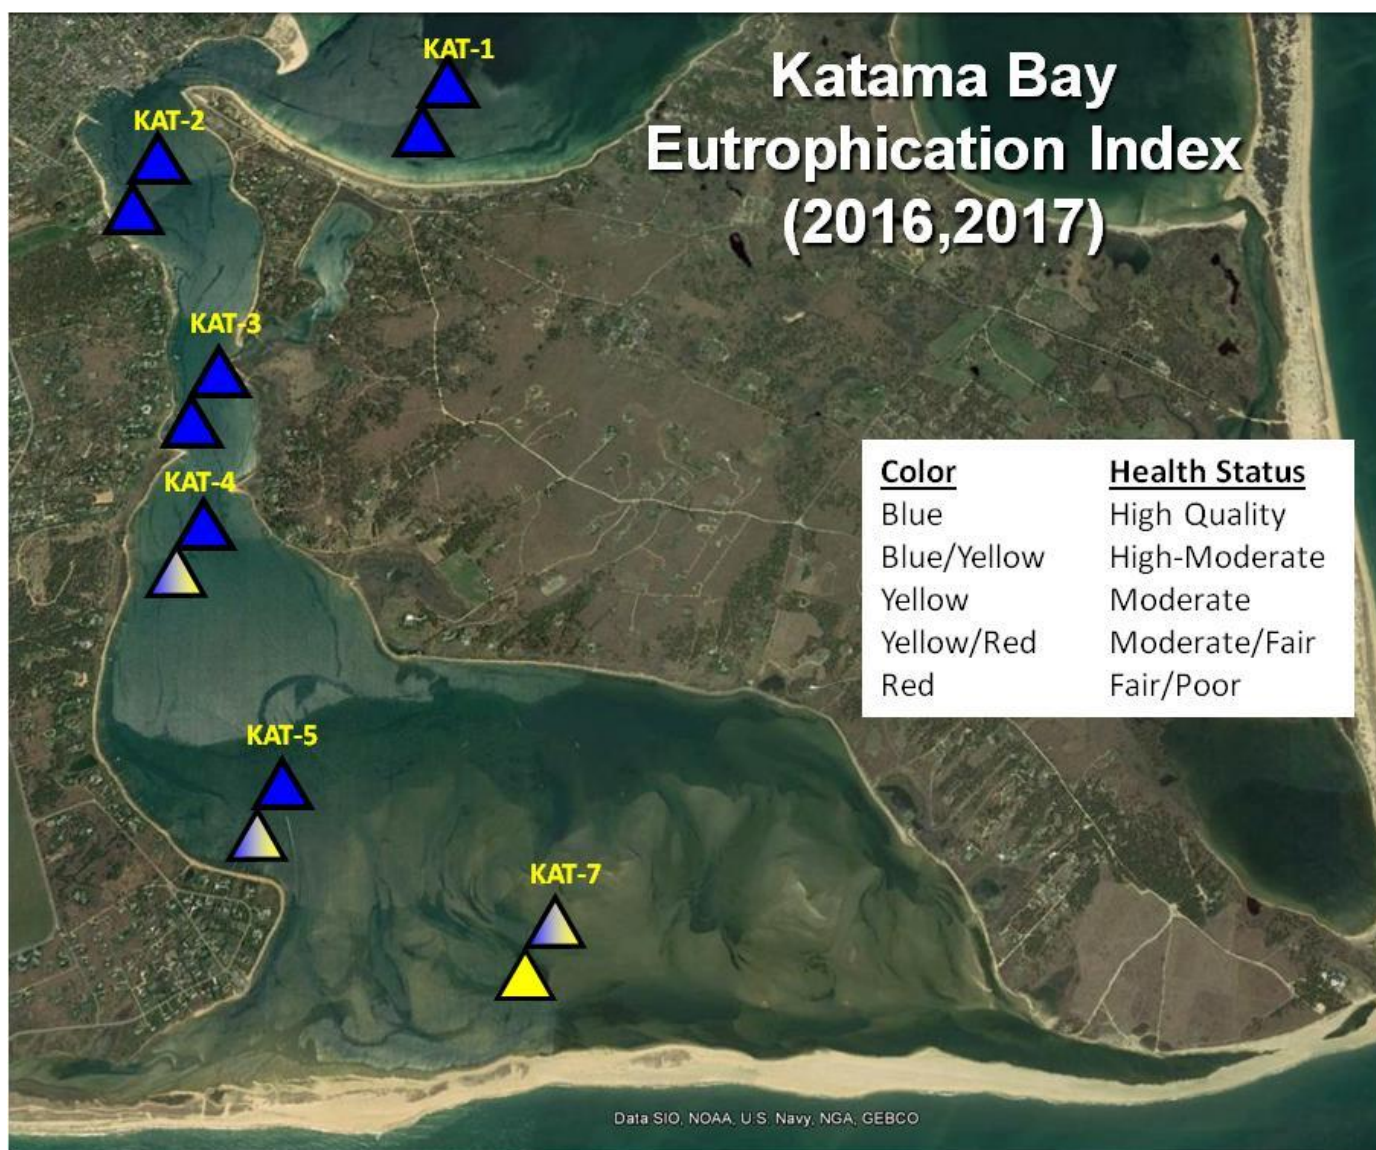 KAT-1
Katama Bay
Eutrophication Index
(2016,2017)
KAT-2
KAT-3
KAT-4
Color Health Status
Blue High Quality
Blue/Yellow High-Moderate
Yellow Moderate
Yellow/Red Moderate/Fair
Red Fair/Poor
KAT-5
KAT-7
Data SIO, NOAA, U.S. Navy, NGA, GEBCO